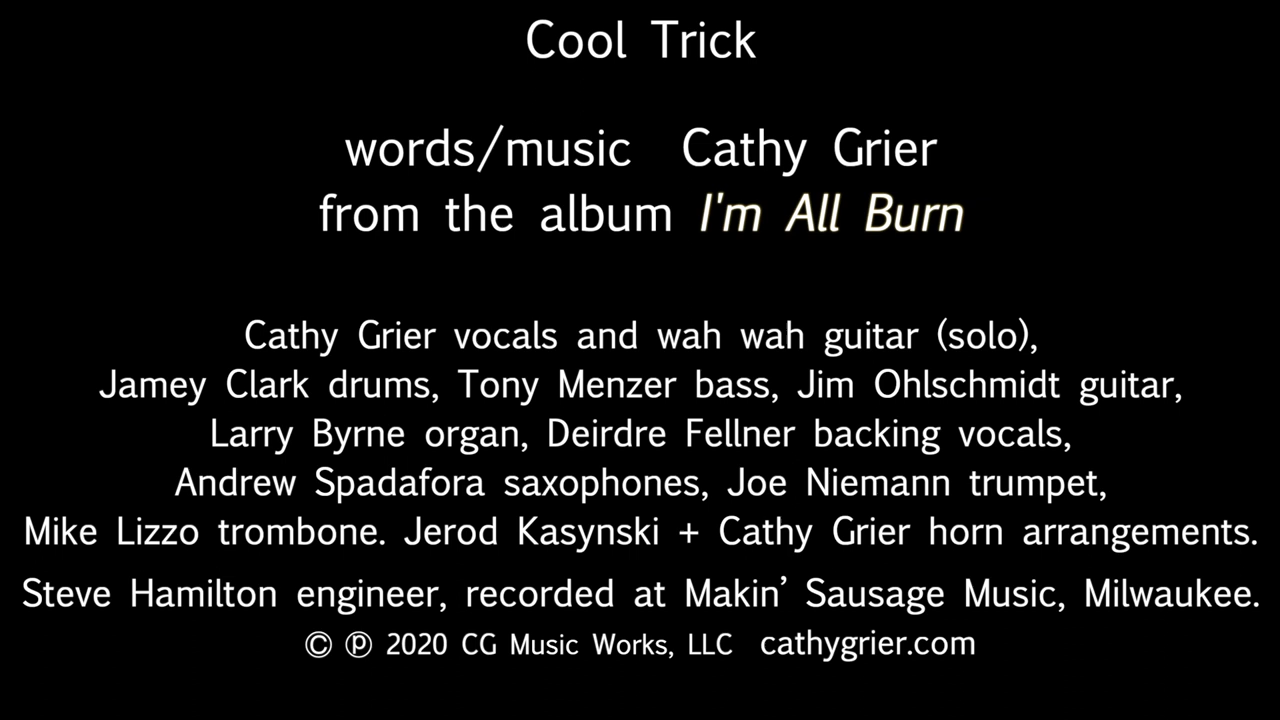 Cool Trick
words/music Cathy Grier
from the album I'm All Burn
Cathy Grier vocals and wah wah guitar (solo),
Jamey Clark drums, Tony Menzer bass, Jim Ohlschmidt guitar,
Larry Byrne organ, Deirdre Fellner backing vocals,
Andrew Spadafora saxophones, Joe Niemann trumpet,
Mike Lizzo trombone. Jerod Kasynski + Cathy Grier horn arrangements.
Steve Hamilton engineer, recorded at Makin’ Sausage Music, Milwaukee.
© ℗ 2020 CG Music Works, LLC cathygrier.com